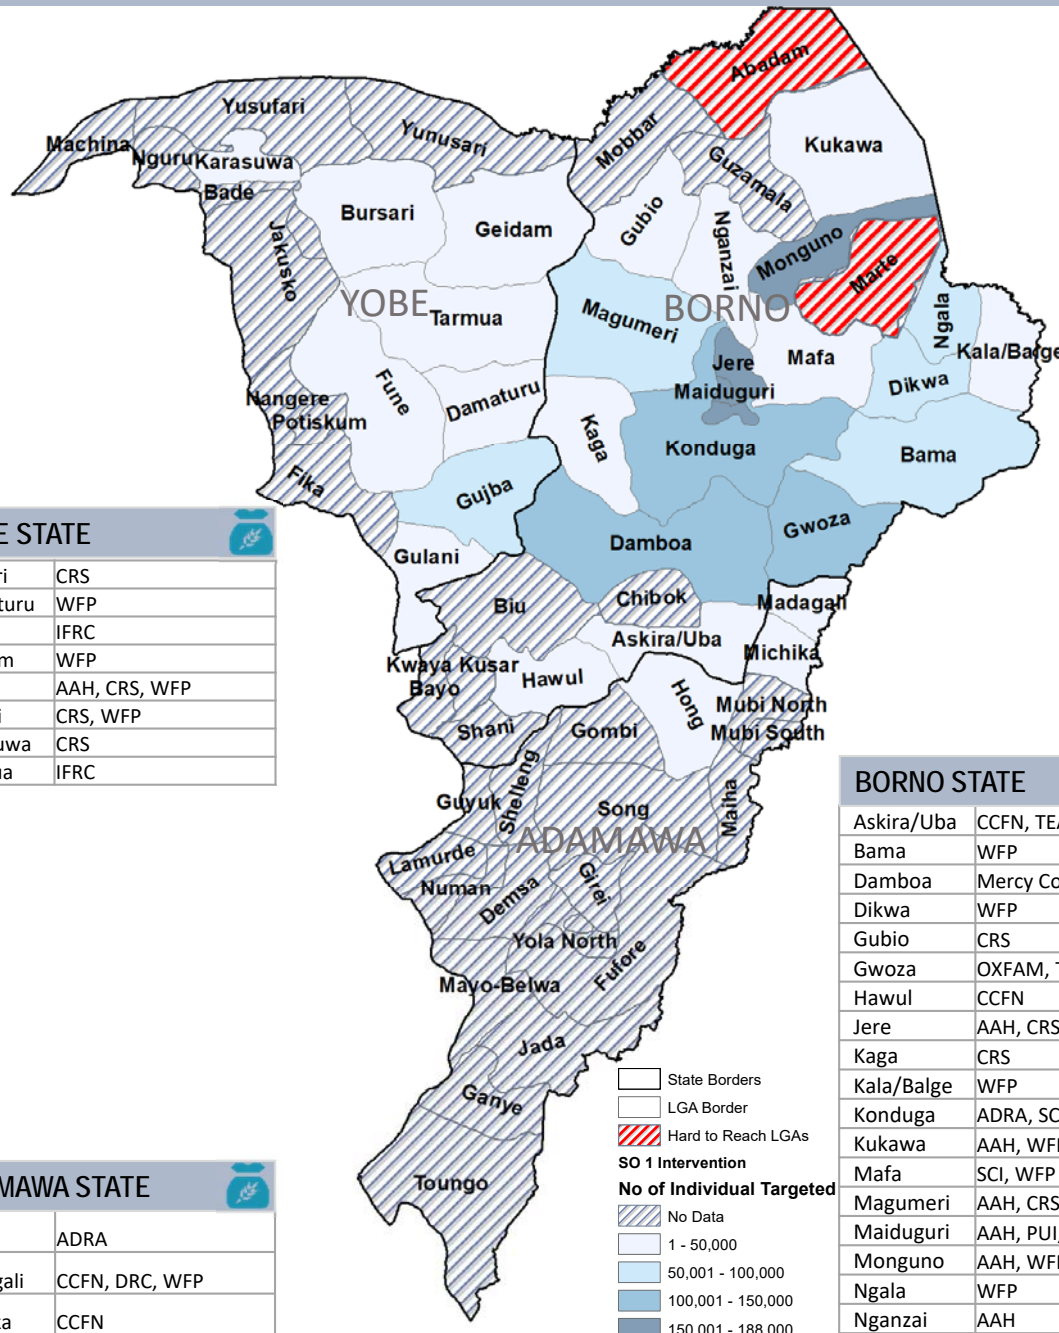 Abadam
Yusufari
Machina
Yunusari
Nguru
Karasuwa
Bade
Mobbar
Kukawa
Guzamala
Bursari
Geidam
Jakusko
Gubio
Nganzai
Monguno
Marte
YOBE
Tarmua
BORNO
Magumeri
Ngala
Kala/Balge
Jere
Mafa
Maiduguri
Dikwa
Fune
Damaturu
Nangere
Potiskum
Kaga
Konduga
Bama
Fika
Gujba
Gwoza
Damboa
Gulani
Chibok
Biu
Madagali
Askira/Uba
Michika
Kwaya Kusar
Bayo
Hawul
Hong
Mubi North
Mubi South
Shani
Gombi
Shelleng
Guyuk
Song
Maiha
ADAMAWA
Lamurde
Numan
Demsa
Girei
Yola North
Fufore
Mayo-Belwa
Jada
Ganye
Toungo
E STATE
ri CRS
turu WFP
IFRC
m WFP
AAH, CRS, WFP
i CRS, WFP
uwa CRS
ua IFRC
MAWA STATE
ADRA
gali CCFN, DRC, WFP
ka CCFN
State Borders
LGA Border
Hard to Reach LGAs
SO 1 Intervention
No of Individual Targeted
No Data
1 - 50,000
50,001 - 100,000
100,001 - 150,000
150,001 - 188,000
BORNO STATE
Askira/Uba CCFN, TEA
Bama WFP
Damboa Mercy Co
Dikwa WFP
Gubio CRS
Gwoza OXFAM, T
Hawul CCFN
Jere AAH, CRS
Kaga CRS
Kala/Balge WFP
Konduga ADRA, SC
Kukawa AAH, WF
Mafa SCI, WFP
Magumeri AAH, CRS
Maiduguri AAH, PUI,
Monguno AAH, WF
Ngala WFP
Nganzai AAH